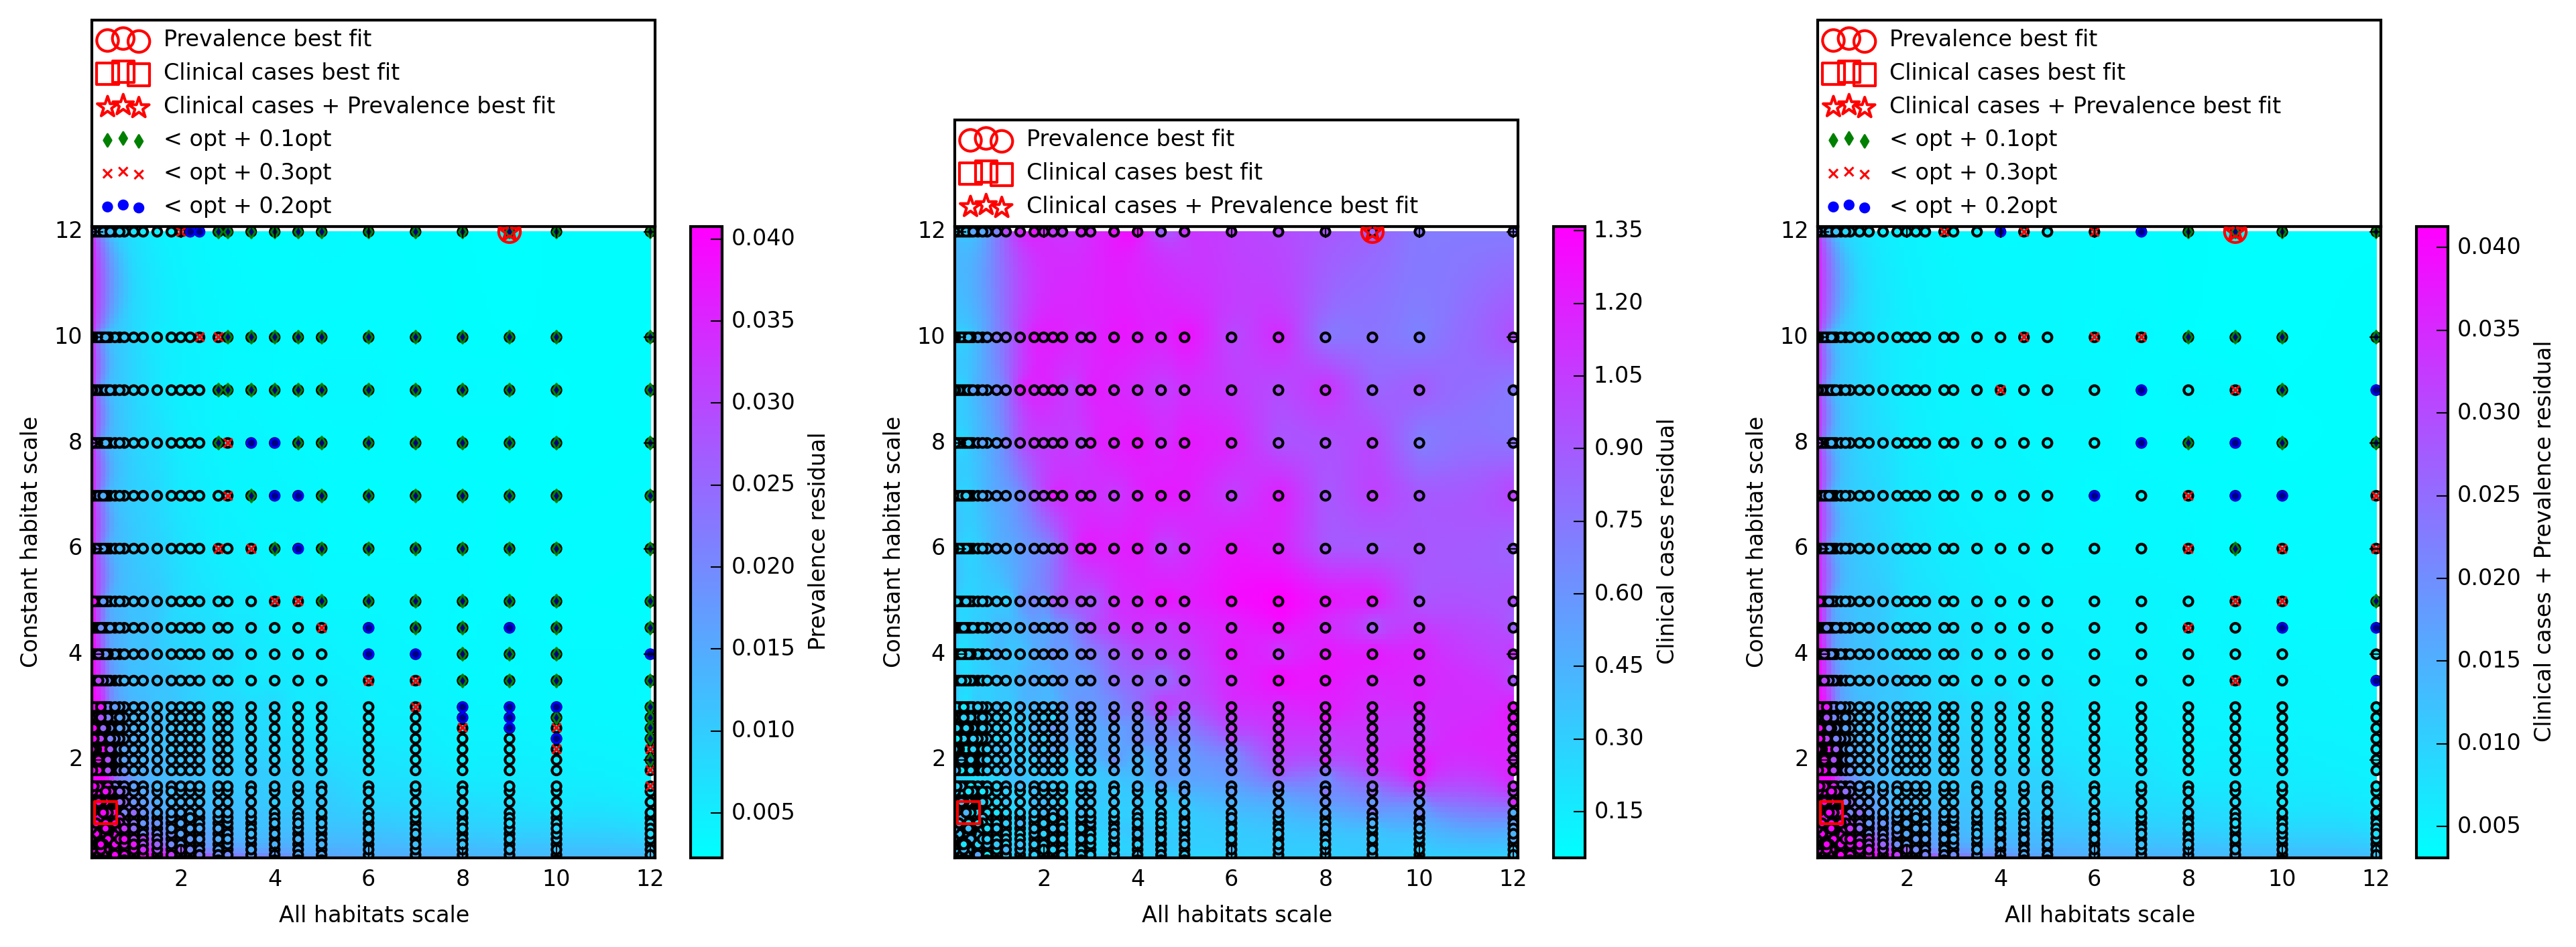 Prevalence best fit
Clinical cases best fit
Clinical cases + Prevalence best fit
< opt + 0.1opt
< opt + 0.3opt
< opt + 0.2opt
12
10
8
6
4
2
Constant habitat scale
2 4 6 8 10 12
All habitats scale
0.040
0.035
0.030
0.025
0.020
0.015
0.010
0.005
Prevalence residual
Prevalence best fit
Clinical cases best fit
Clinical cases + Prevalence best fit
12
10
8
6
4
2
Constant habitat scale
2 4 6 8 10 12
All habitats scale
1.35
1.20
1.05
0.90
0.75
0.60
0.45
0.30
0.15
Clinical cases residual
Prevalence best fit
Clinical cases best fit
Clinical cases + Prevalence best fit
< opt + 0.1opt
< opt + 0.3opt
< opt + 0.2opt
12
10
8
6
4
2
Constant habitat scale
2 4 6 8 10 12
All habitats scale
0.040
0.035
0.030
0.025
0.020
0.015
0.010
0.005
Clinical cases + Prevalence residual